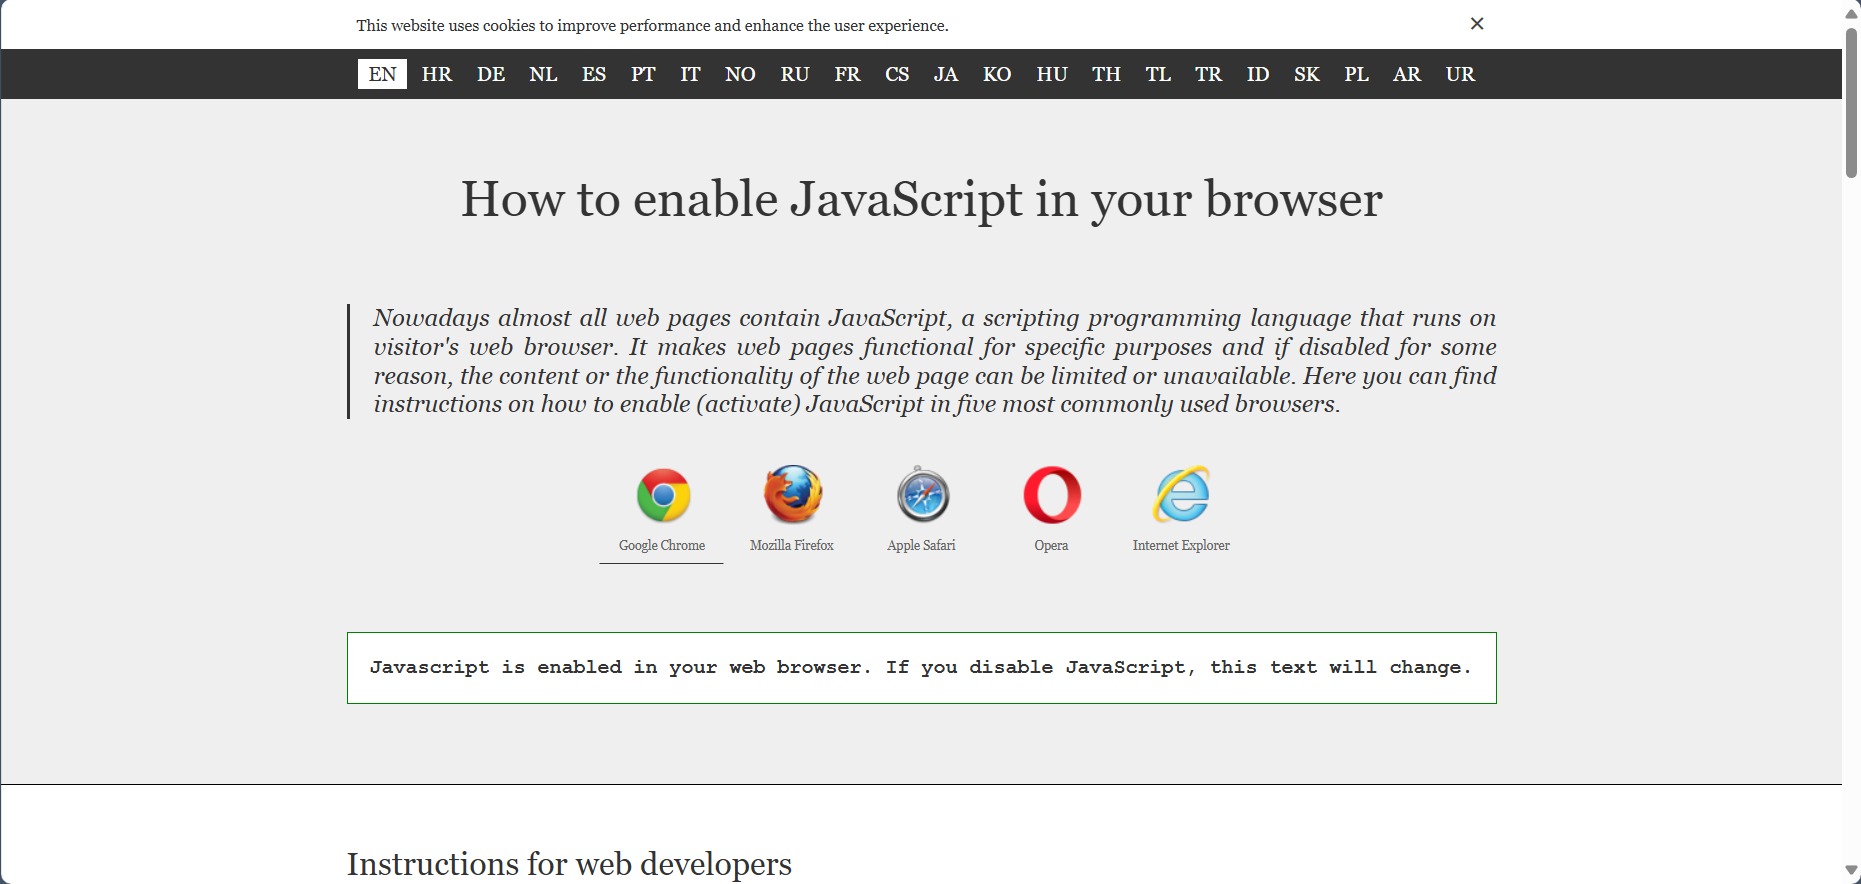 This website uses cookies to improve performance and enhance the user experience.
×
EN HR DE NL ES PT IT NO RU FR CS JA KO HU TH TL TR ID SK PL AR UR
How to enable JavaScript in your browser
Nowadays almost all web pages contain JavaScript, a scripting programming language that runs on
visitor's web browser. It makes web pages functional for specific purposes and if disabled for some
reason, the content or the functionality of the web page can be limited or unavailable. Here you can find
instructions on how to enable (activate) JavaScript in five most commonly used browsers.
Google Chrome Mozilla Firefox Apple Safari Opera Internet Explorer
Javascript is enabled in your web browser. If you disable JavaScript, this text will change.
Instructions for web developers